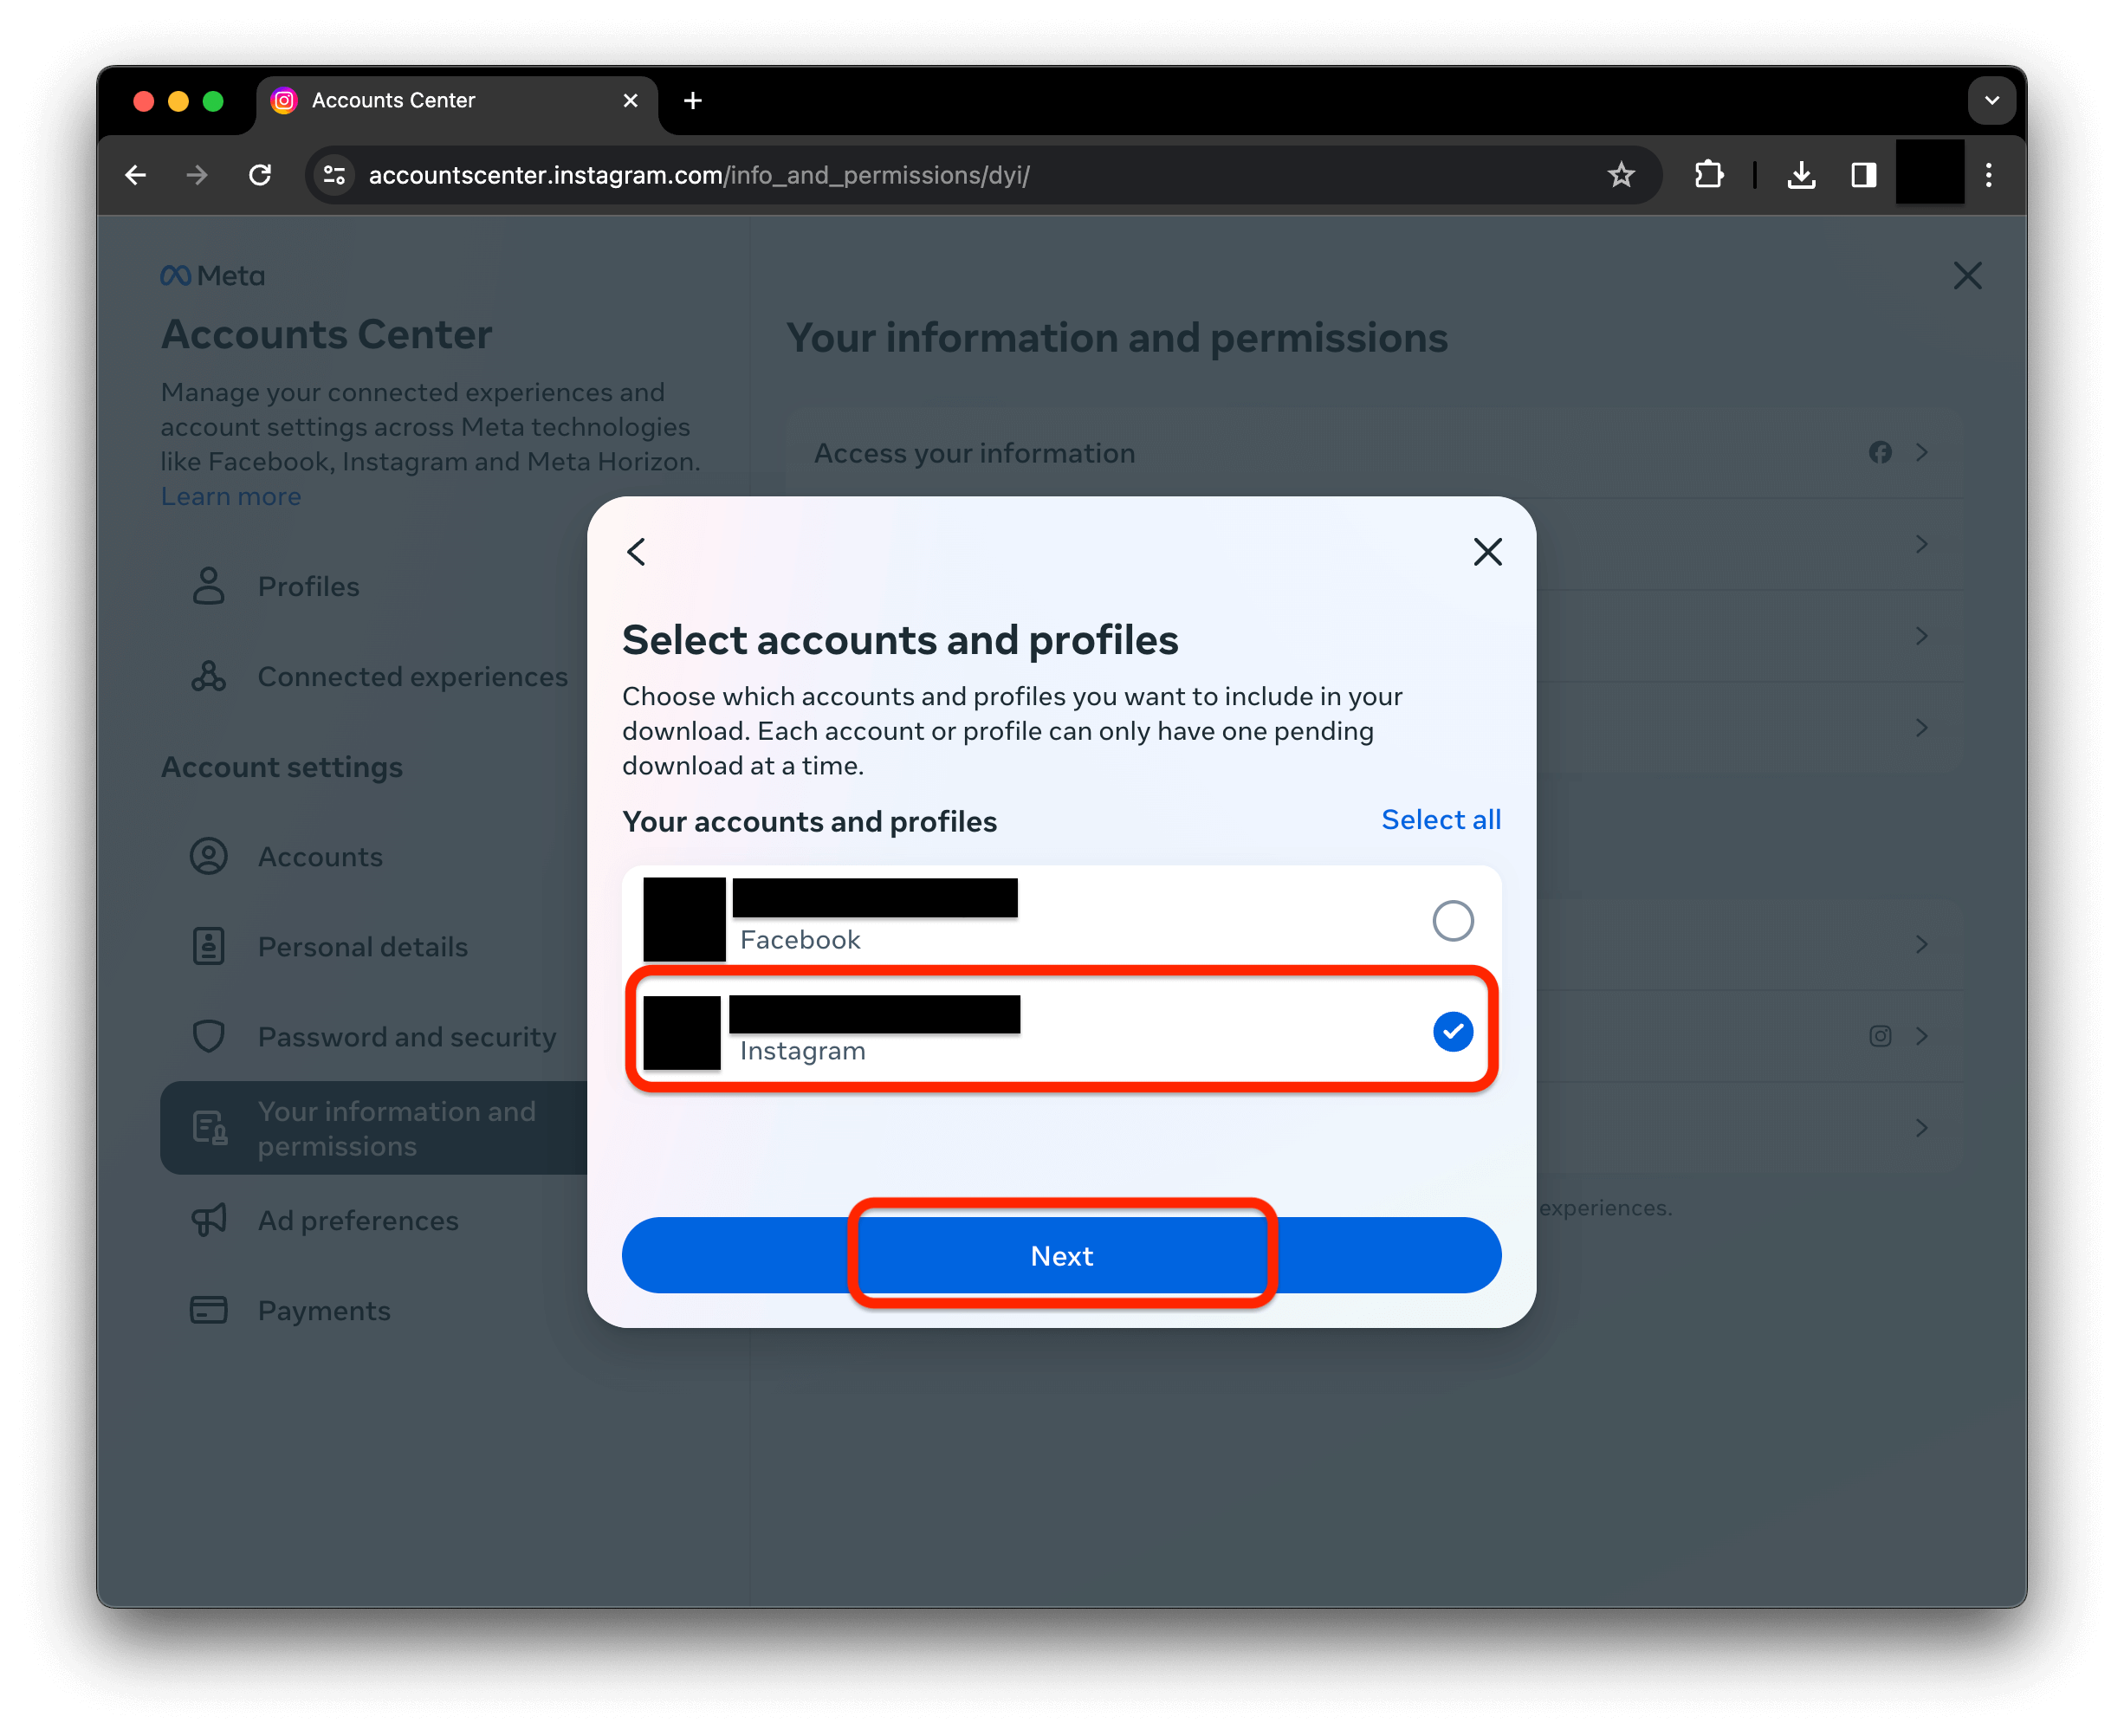 Accounts Center
accountscenter.instagram.com/info_and_permissions/dyi/
Meta
Accounts Center
Manage your connected experiences and
account settings across Meta technologies
like Facebook, Instagram and Meta Horizon.
Learn more
Profiles
Connected experiences
Account settings
Accounts
Personal details
Password and security
Your information and
permissions
Ad preferences
Payments
Your information and permissions
Access your information
experiences.
Select accounts and profiles
Choose which accounts and profiles you want to include in your
download. Each account or profile can only have one pending
download at a time.
Your accounts and profiles
Select all
Facebook
Instagram
Next